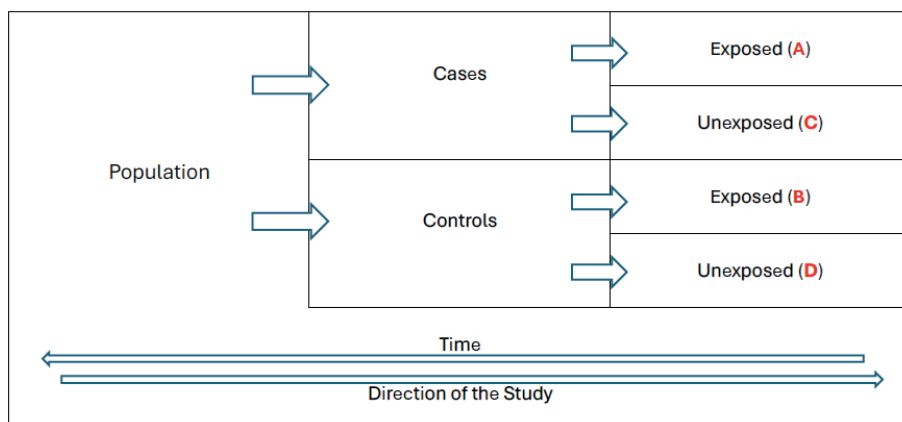 Population
Cases
Controls
Exposed (A)
Unexposed (C)
Exposed (B)
Unexposed (D)
Time
Direction of the Study